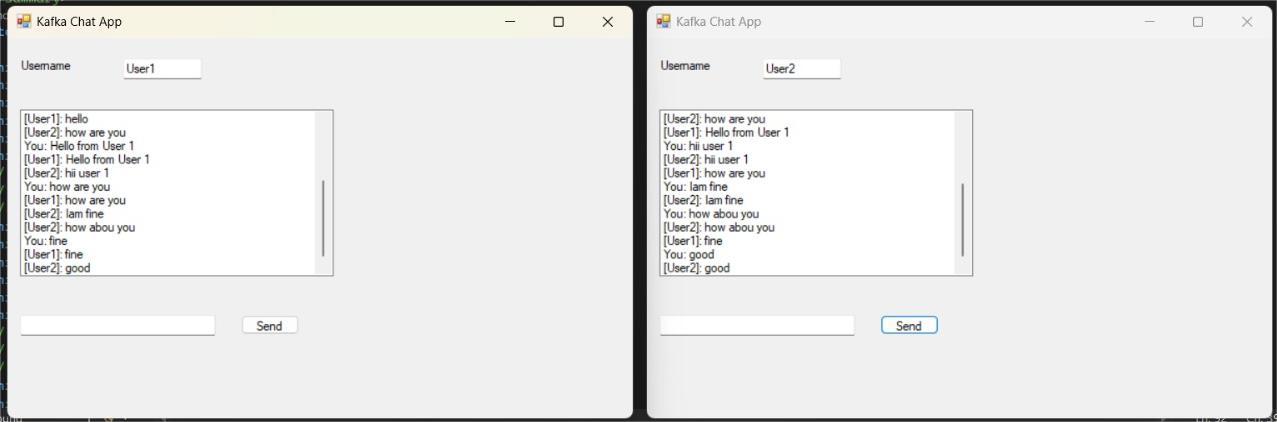 Kafka Chat App
Username
User1
[User1]: hello
[User2]: how are you
You: Hello from User 1
[User1]: Hello from User 1
[User2]: hii user 1
You: how are you
[User1]: how are you
[User2]: Iam fine
[User2]: how abou you
You: fine
[User1]: fine
[User2]: good
Send
Kafka Chat App
Username
User2
[User2]: how are you
[User1]: Hello from User 1
You: hii user 1
[User2]: hii user 1
[User1]: how are you
You: Iam fine
[User2]: Iam fine
You: how abou you
[User2]: how abou you
[User1]: fine
You: good
[User2]: good
Send